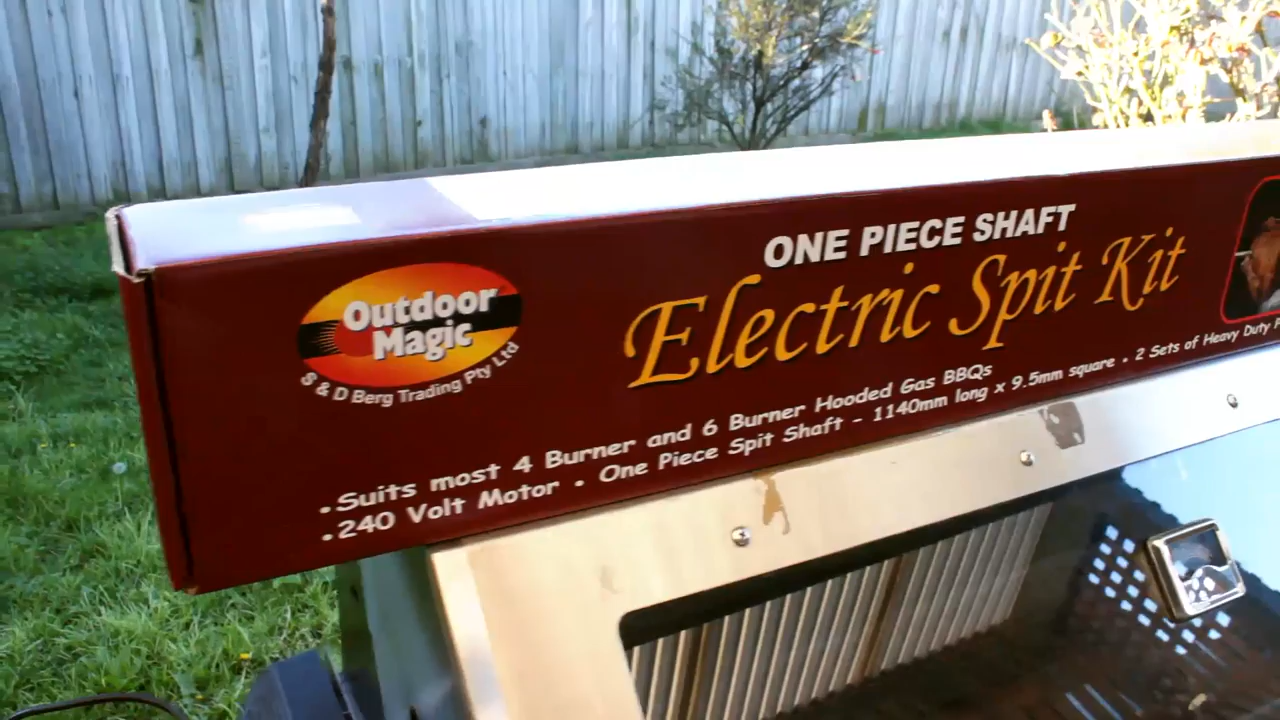 ONE PIECE SHAFT
Electric Spit Kit
Outdoor
Magic
S & D Berg Trading Pty Ltd
•Suits most 4 Burner and 6 Burner Hooded Gas BBQs
•240 Volt Motor • One Piece Spit Shaft - 1140mm long x 9.5mm square • 2 Sets of Heavy Duty